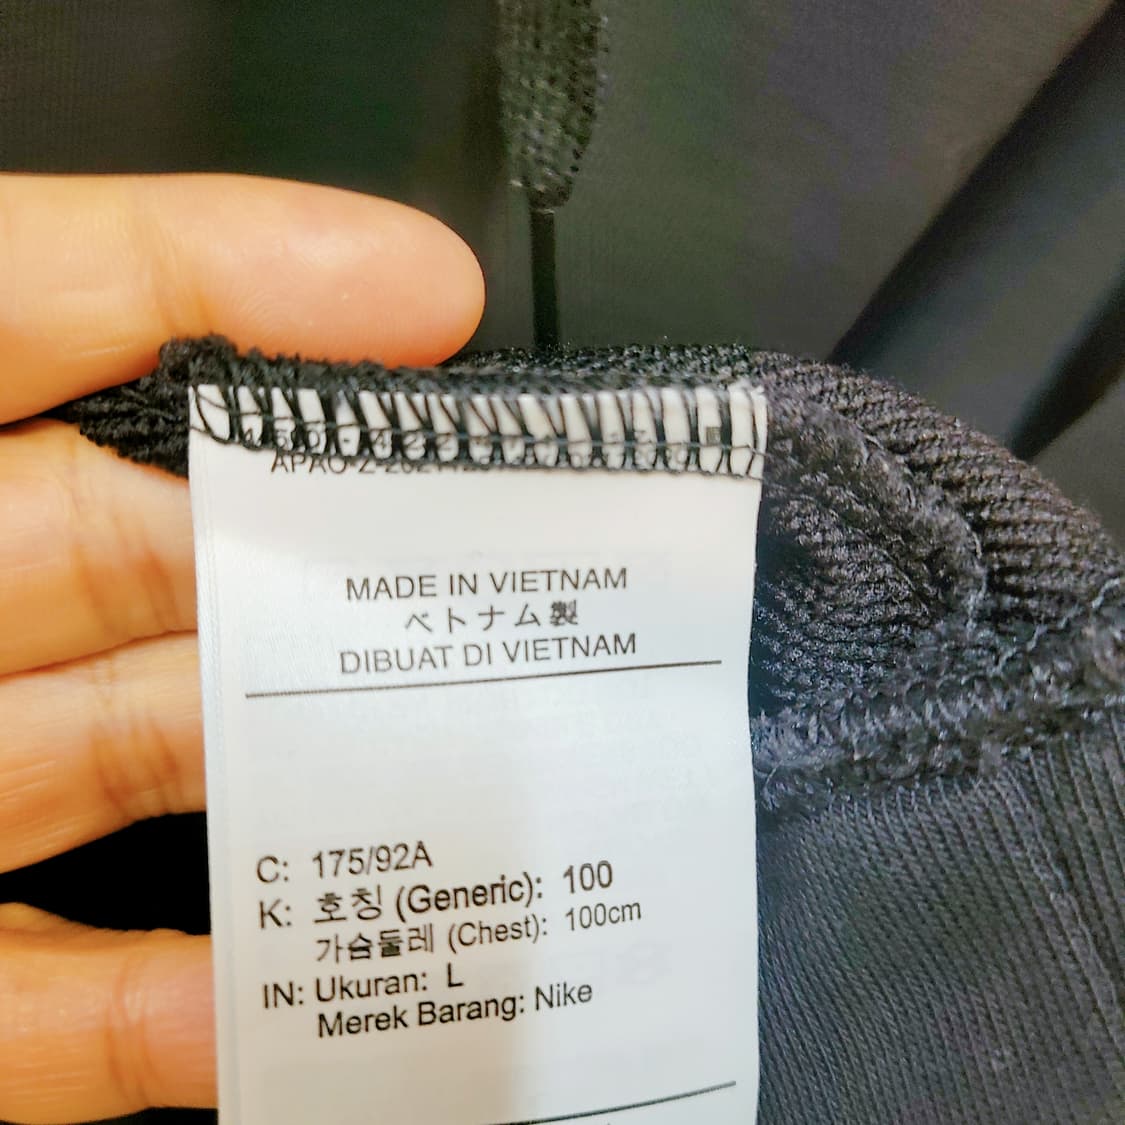 MADE IN VIETNAM
ベトナム製
DIBUAT DI VIETNAM
C: 175/92A
K: 호칭 (Generic): 100
가슴둘레 (Chest): 100cm
IN: Ukuran: L
Merek Barang: Nike